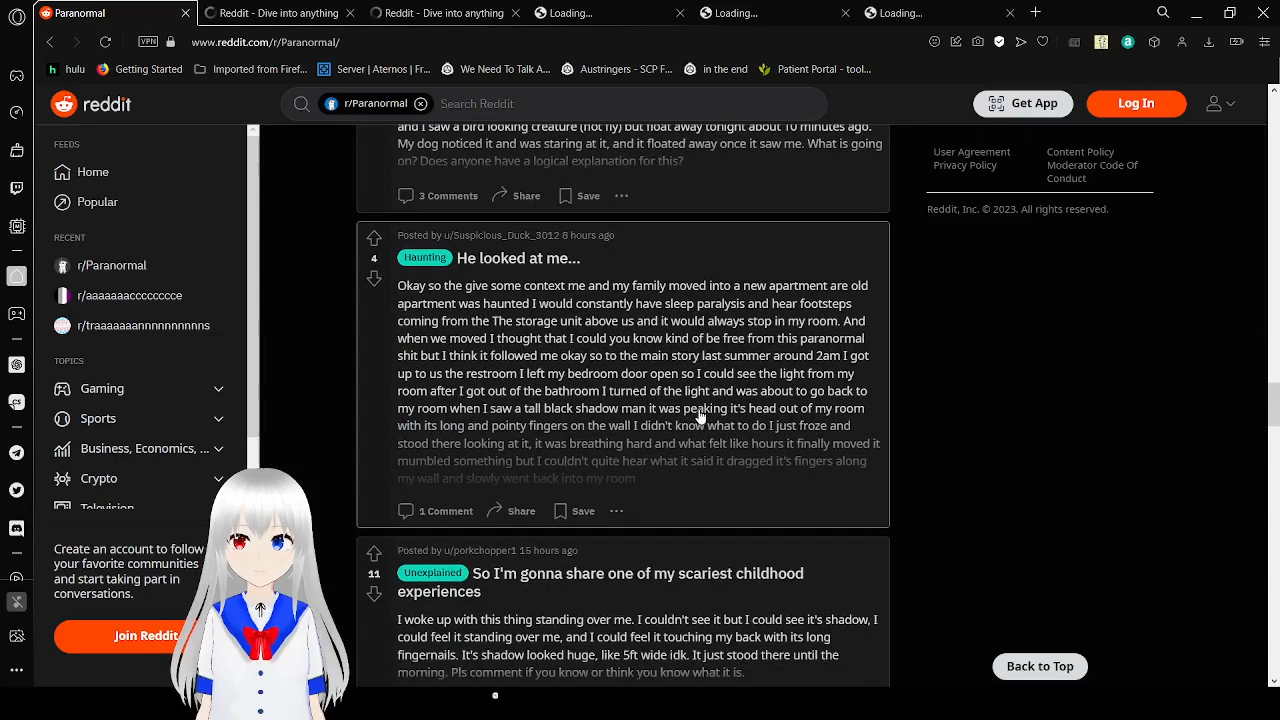 Paranormal
Reddit - Dive into anything
Reddit - Dive into anything
Loading...
Loading...
Loading...
VPN
www.reddit.com/r/Paranormal/
hulu
Getting Started
Imported from Firef...
Server | Aternos | Fr...
We Need To Talk A...
Austringers - SCP F...
in the end
Patient Portal - tool...
reddit
r/Paranormal
Search Reddit
Get App
Log In
FEEDS
Home
Popular
RECENT
r/Paranormal
r/aaaaaaacccccccce
r/traaaaaaannnnnnnnnns
TOPICS
Gaming
Sports
Business, Economics, ...
Crypto
Television
Create an account to follow
your favorite communities
and start taking part in
conversations.
Join Reddit
and I saw a bird looking creature (not fly) but float away tonight about 10 minutes ago.
My dog noticed it and was staring at it, and it floated away once it saw me. What is going
on? Does anyone have a logical explanation for this?
3 Comments
Share
Save
Posted by u/Suspicious_Duck_3012 8 hours ago
4
Haunting
He looked at me...
Okay so the give some context me and my family moved into a new apartment are old
apartment was haunted I would constantly have sleep paralysis and hear footsteps
coming from the The storage unit above us and it would always stop in my room. And
when we moved I thought that I could you know kind of be free from this paranormal
shit but I think it followed me okay so to the main story last summer around 2am I got
up to us the restroom I left my bedroom door open so I could see the light from my
room after I got out of the bathroom I turned of the light and was about to go back to
my room when I saw a tall black shadow man it was peaking it's head out of my room
with its long and pointy fingers on the wall I didn't know what to do I just froze and
stood there looking at it, it was breathing hard and what felt like hours it finally moved it
mumbled something but I couldn't quite hear what it said it dragged it's fingers along
my wall and slowly went back into my room
1 Comment
Share
Save
Posted by u/porkchopper1 15 hours ago
11
Unexplained
So I'm gonna share one of my scariest childhood
experiences
I woke up with this thing standing over me. I couldn't see it but I could see it's shadow, I
could feel it standing over me, and I could feel it touching my back with its long
fingernails. It's shadow looked huge, like 5ft wide idk. It just stood there until the
morning. Pls comment if you know or think you know what it is.
User Agreement
Privacy Policy
Content Policy
Moderator Code Of
Conduct
Reddit, Inc. © 2023. All rights reserved.
Back to Top